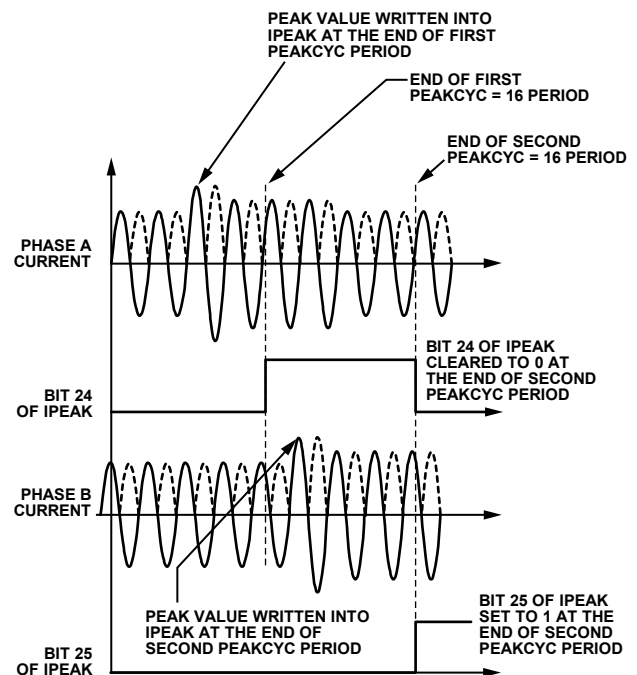 PEAK VALUE WRITTEN INTO
IPEAK AT THE END OF FIRST
PEAKCYC PERIOD
END OF FIRST
PEAKCYC = 16 PERIOD
END OF SECOND
PEAKCYC = 16 PERIOD
PHASE A
CURRENT
BIT 24 OF IPEAK
CLEARED TO 0 AT
THE END OF SECOND
PEAKCYC PERIOD
BIT 24
OF IPEAK
PHASE B
CURRENT
PEAK VALUE WRITTEN INTO
IPEAK AT THE END OF
SECOND PEAKCYC PERIOD
BIT 25 OF IPEAK
SET TO 1 AT THE
END OF SECOND
PEAKCYC PERIOD
BIT 25
OF IPEAK